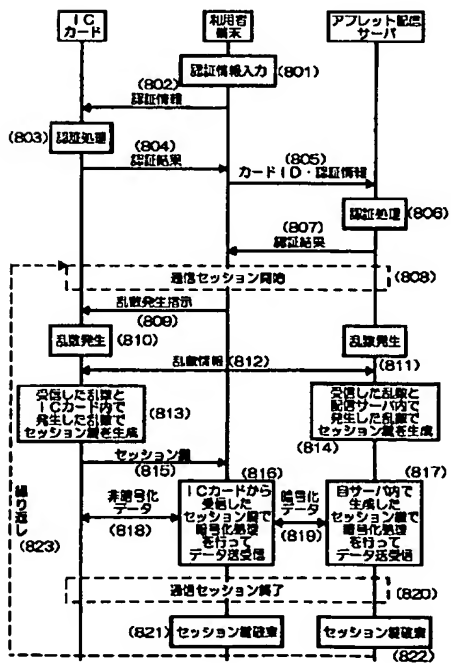 IC
カード
利用者
端末
アプレット配信
サーバ
認証情報入力
(801)
(802)
認証情報
(803)
認証処理
(804)
認証結果
(805)
カードID・認証情報
認証処理
(806)
(807)
認証結果
通信セッション開始
(808)
乱数発生指示
(809)
乱数発生
(810)
乱数発生
(811)
乱数情報
(812)
受信した乱数と
ICカード内で
発生した乱数で
セッション鍵を生成
(813)
受信した乱数と
配信サーバ内で
発生した乱数で
セッション鍵を生成
(814)
セッション鍵
(815)
(816)
ICカードから
受信した
セッション鍵で
暗号化処理
を行って
データ送受信
(817)
自サーバ内で
生成した
セッション鍵で
暗号化処理
を行って
データ送受信
非暗号化
データ
(818)
暗号化
データ
(819)
繰り返し
(823)
通信セッション終了
(820)
(821)
セッション鍵破棄
セッション鍵破棄
(822)